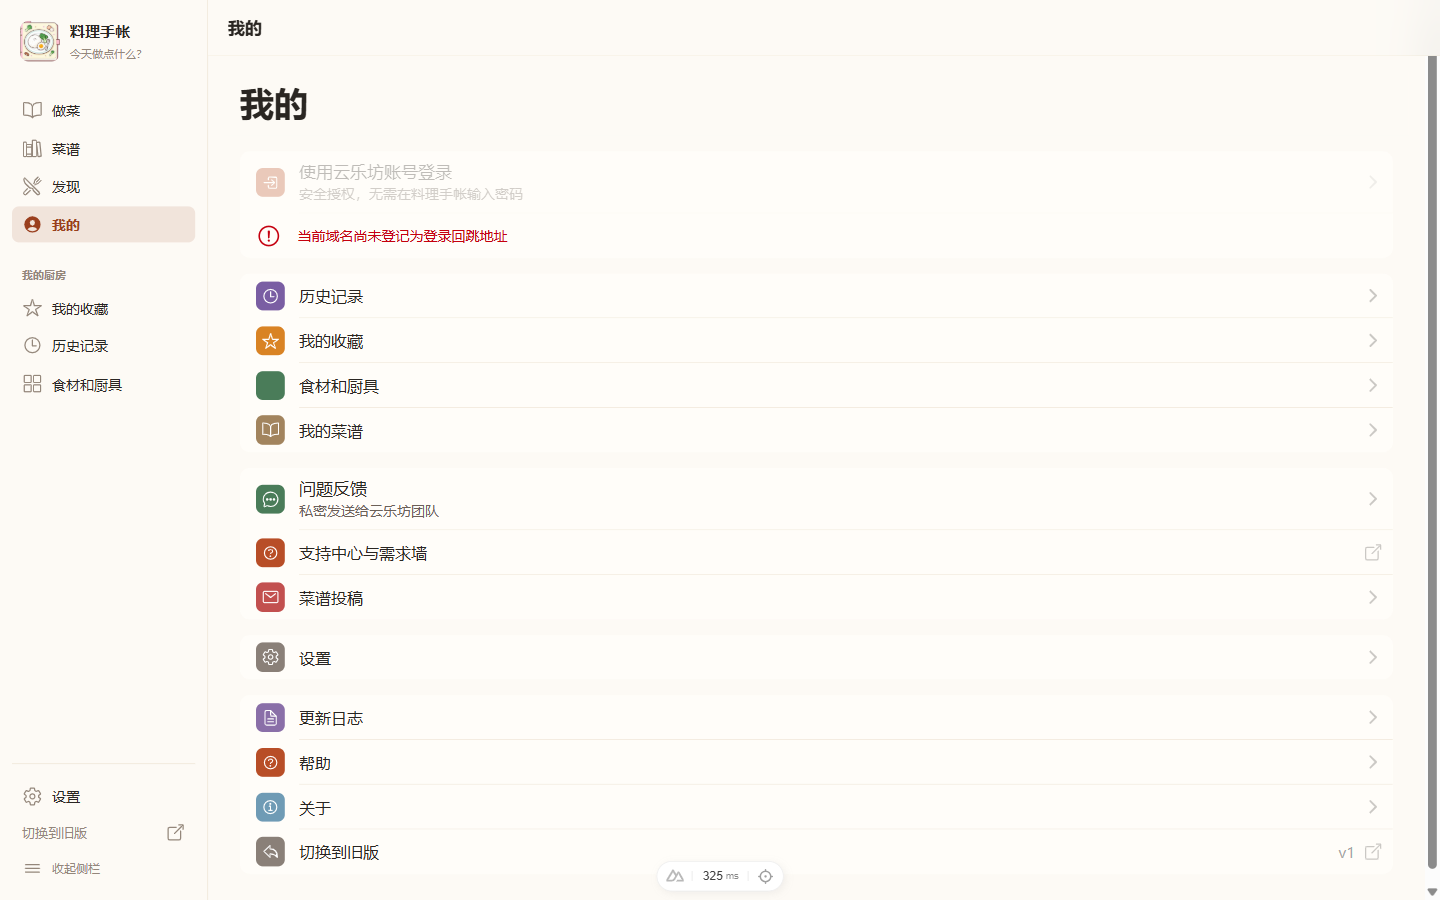 料理手帐
今天做点什么?
做菜
菜谱
发现
我的
我的厨房
我的收藏
历史记录
食材和厨具
设置
切换到旧版
收起侧栏
我的
我的
使用云乐坊账号登录
安全授权，无需在料理手帐输入密码
当前域名尚未登记为登录回跳地址
历史记录
我的收藏
食材和厨具
我的菜谱
问题反馈
私密发送给云乐坊团队
支持中心与需求墙
菜谱投稿
设置
更新日志
帮助
关于
切换到旧版 v1
325 ms